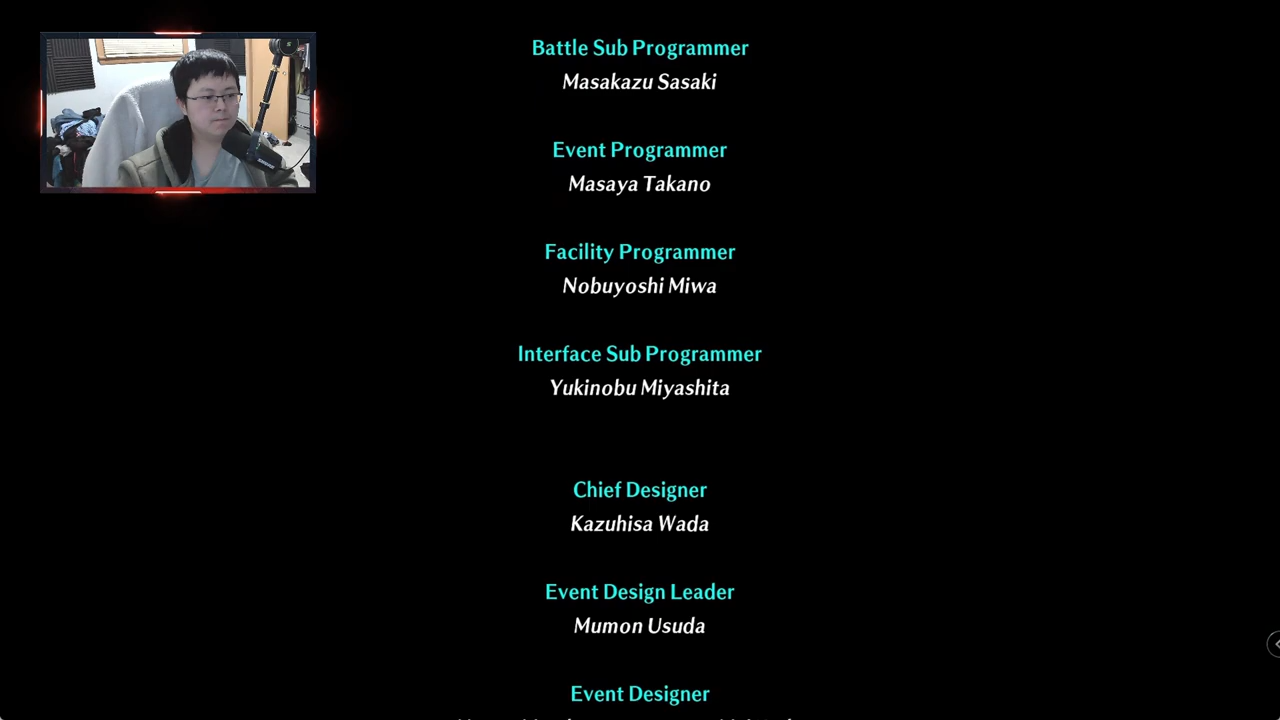 Battle Sub Programmer
Masakazu Sasaki
Event Programmer
Masaya Takano
Facility Programmer
Nobuyoshi Miwa
Interface Sub Programmer
Yukinobu Miyashita
Chief Designer
Kazuhisa Wada
Event Design Leader
Mumon Usuda
Event Designer